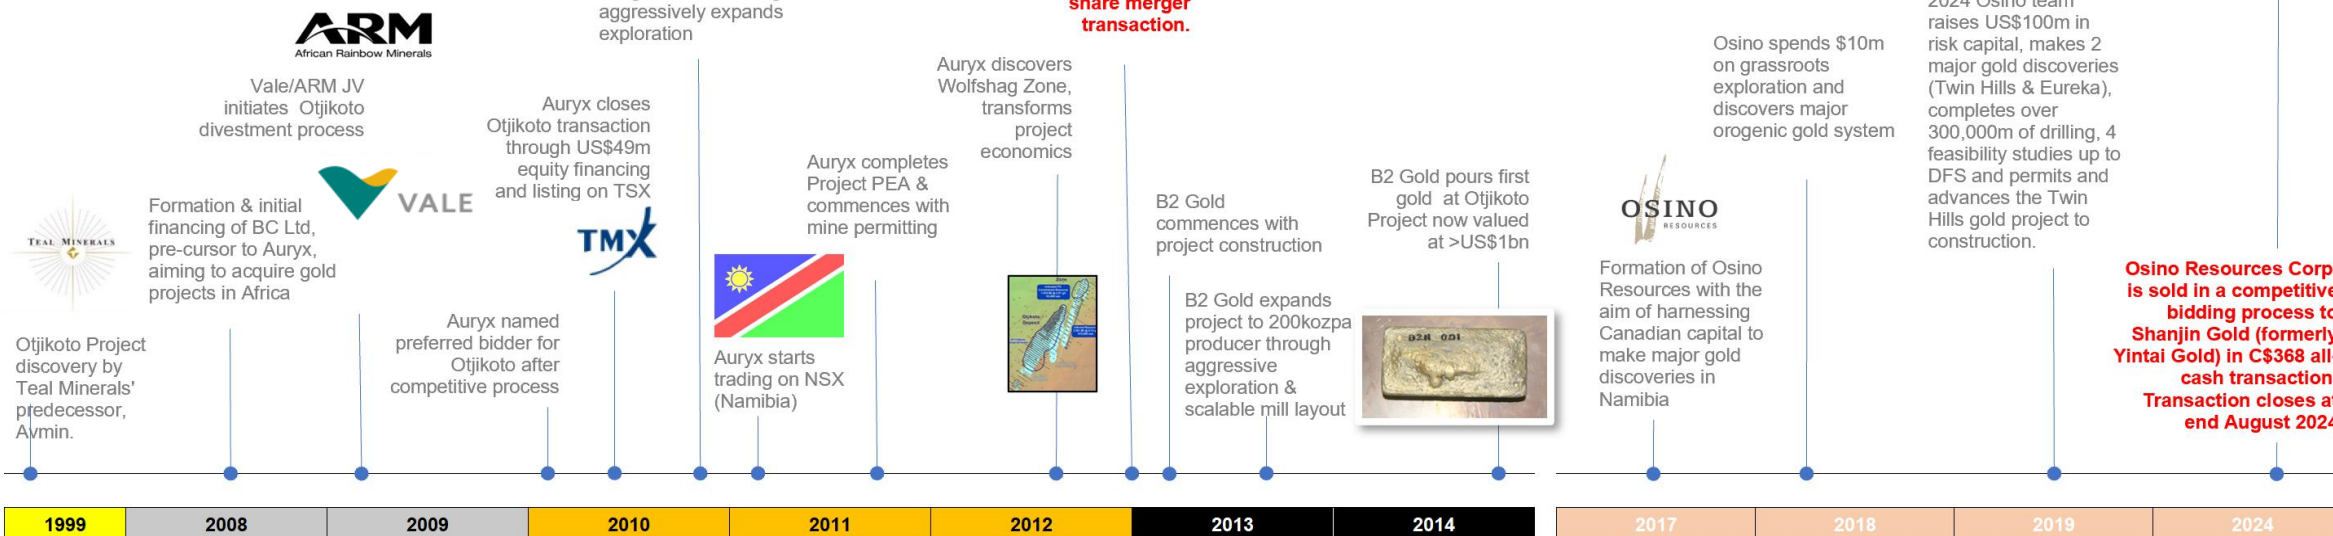 ARM
African Rainbow Minerals
Vale/ARM JV
initiates Otjikoto
divestment process
VALE
TEAL MINERALS
Otjikoto Project
discovery by
Teal Minerals'
predecessor,
Avmin.
Formation & initial
financing of BC Ltd,
pre-cursor to Auryx,
aiming to acquire gold
projects in Africa
Auryx named
preferred bidder for
Otjikoto after
competitive process
Auryx closes
Otjikoto transaction
through US$49m
equity financing
and listing on TSX
TMX
aggressively expands
exploration
Auryx starts
trading on NSX
(Namibia)
Auryx completes
Project PEA &
commences with
mine permitting
Auryx discovers
Wolfshag Zone,
transforms
project
economics
share merger
transaction.
B2 Gold
commences with
project construction
B2 Gold expands
project to 200kozpa
producer through
aggressive
exploration &
scalable mill layout
B2 Gold pours first
gold at Otjikoto
Project now valued
at >US$1bn
OSINO
RESOURCES
Formation of Osino
Resources with the
aim of harnessing
Canadian capital to
make major gold
discoveries in
Namibia
Osino spends $10m
on grassroots
exploration and
discovers major
orogenic gold system
2024 Osino team
raises US$100m in
risk capital, makes 2
major gold discoveries
(Twin Hills & Eureka),
completes over
300,000m of drilling, 4
feasibility studies up to
DFS and permits and
advances the Twin
Hills gold project to
construction.
Osino Resources Corp
is sold in a competitive
bidding process to
Shanjin Gold (formerly
Yintai Gold) in C$368 all-
cash transaction
Transaction closes at
end August 2024
1999
2008
2009
2010
2011
2012
2013
2014
2017
2018
2019
2024